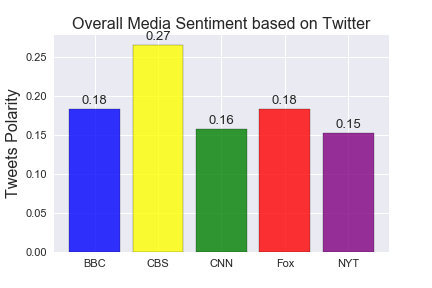 Overall Media Sentiment based on Twitter
Tweets Polarity
0.25
0.20
0.15
0.10
0.05
0.00
0.18
0.27
0.16
0.18
0.15
BBC
CBS
CNN
Fox
NYT